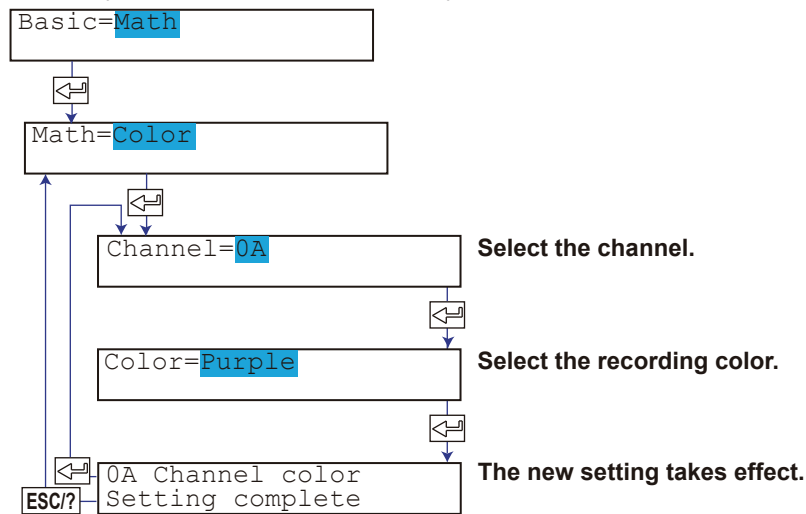 Basic=Math
Math=Color
Channel=0A
Select the channel.
Color=Purple
Select the recording color.
0A Channel color
Setting complete
The new setting takes effect.
ESC/?